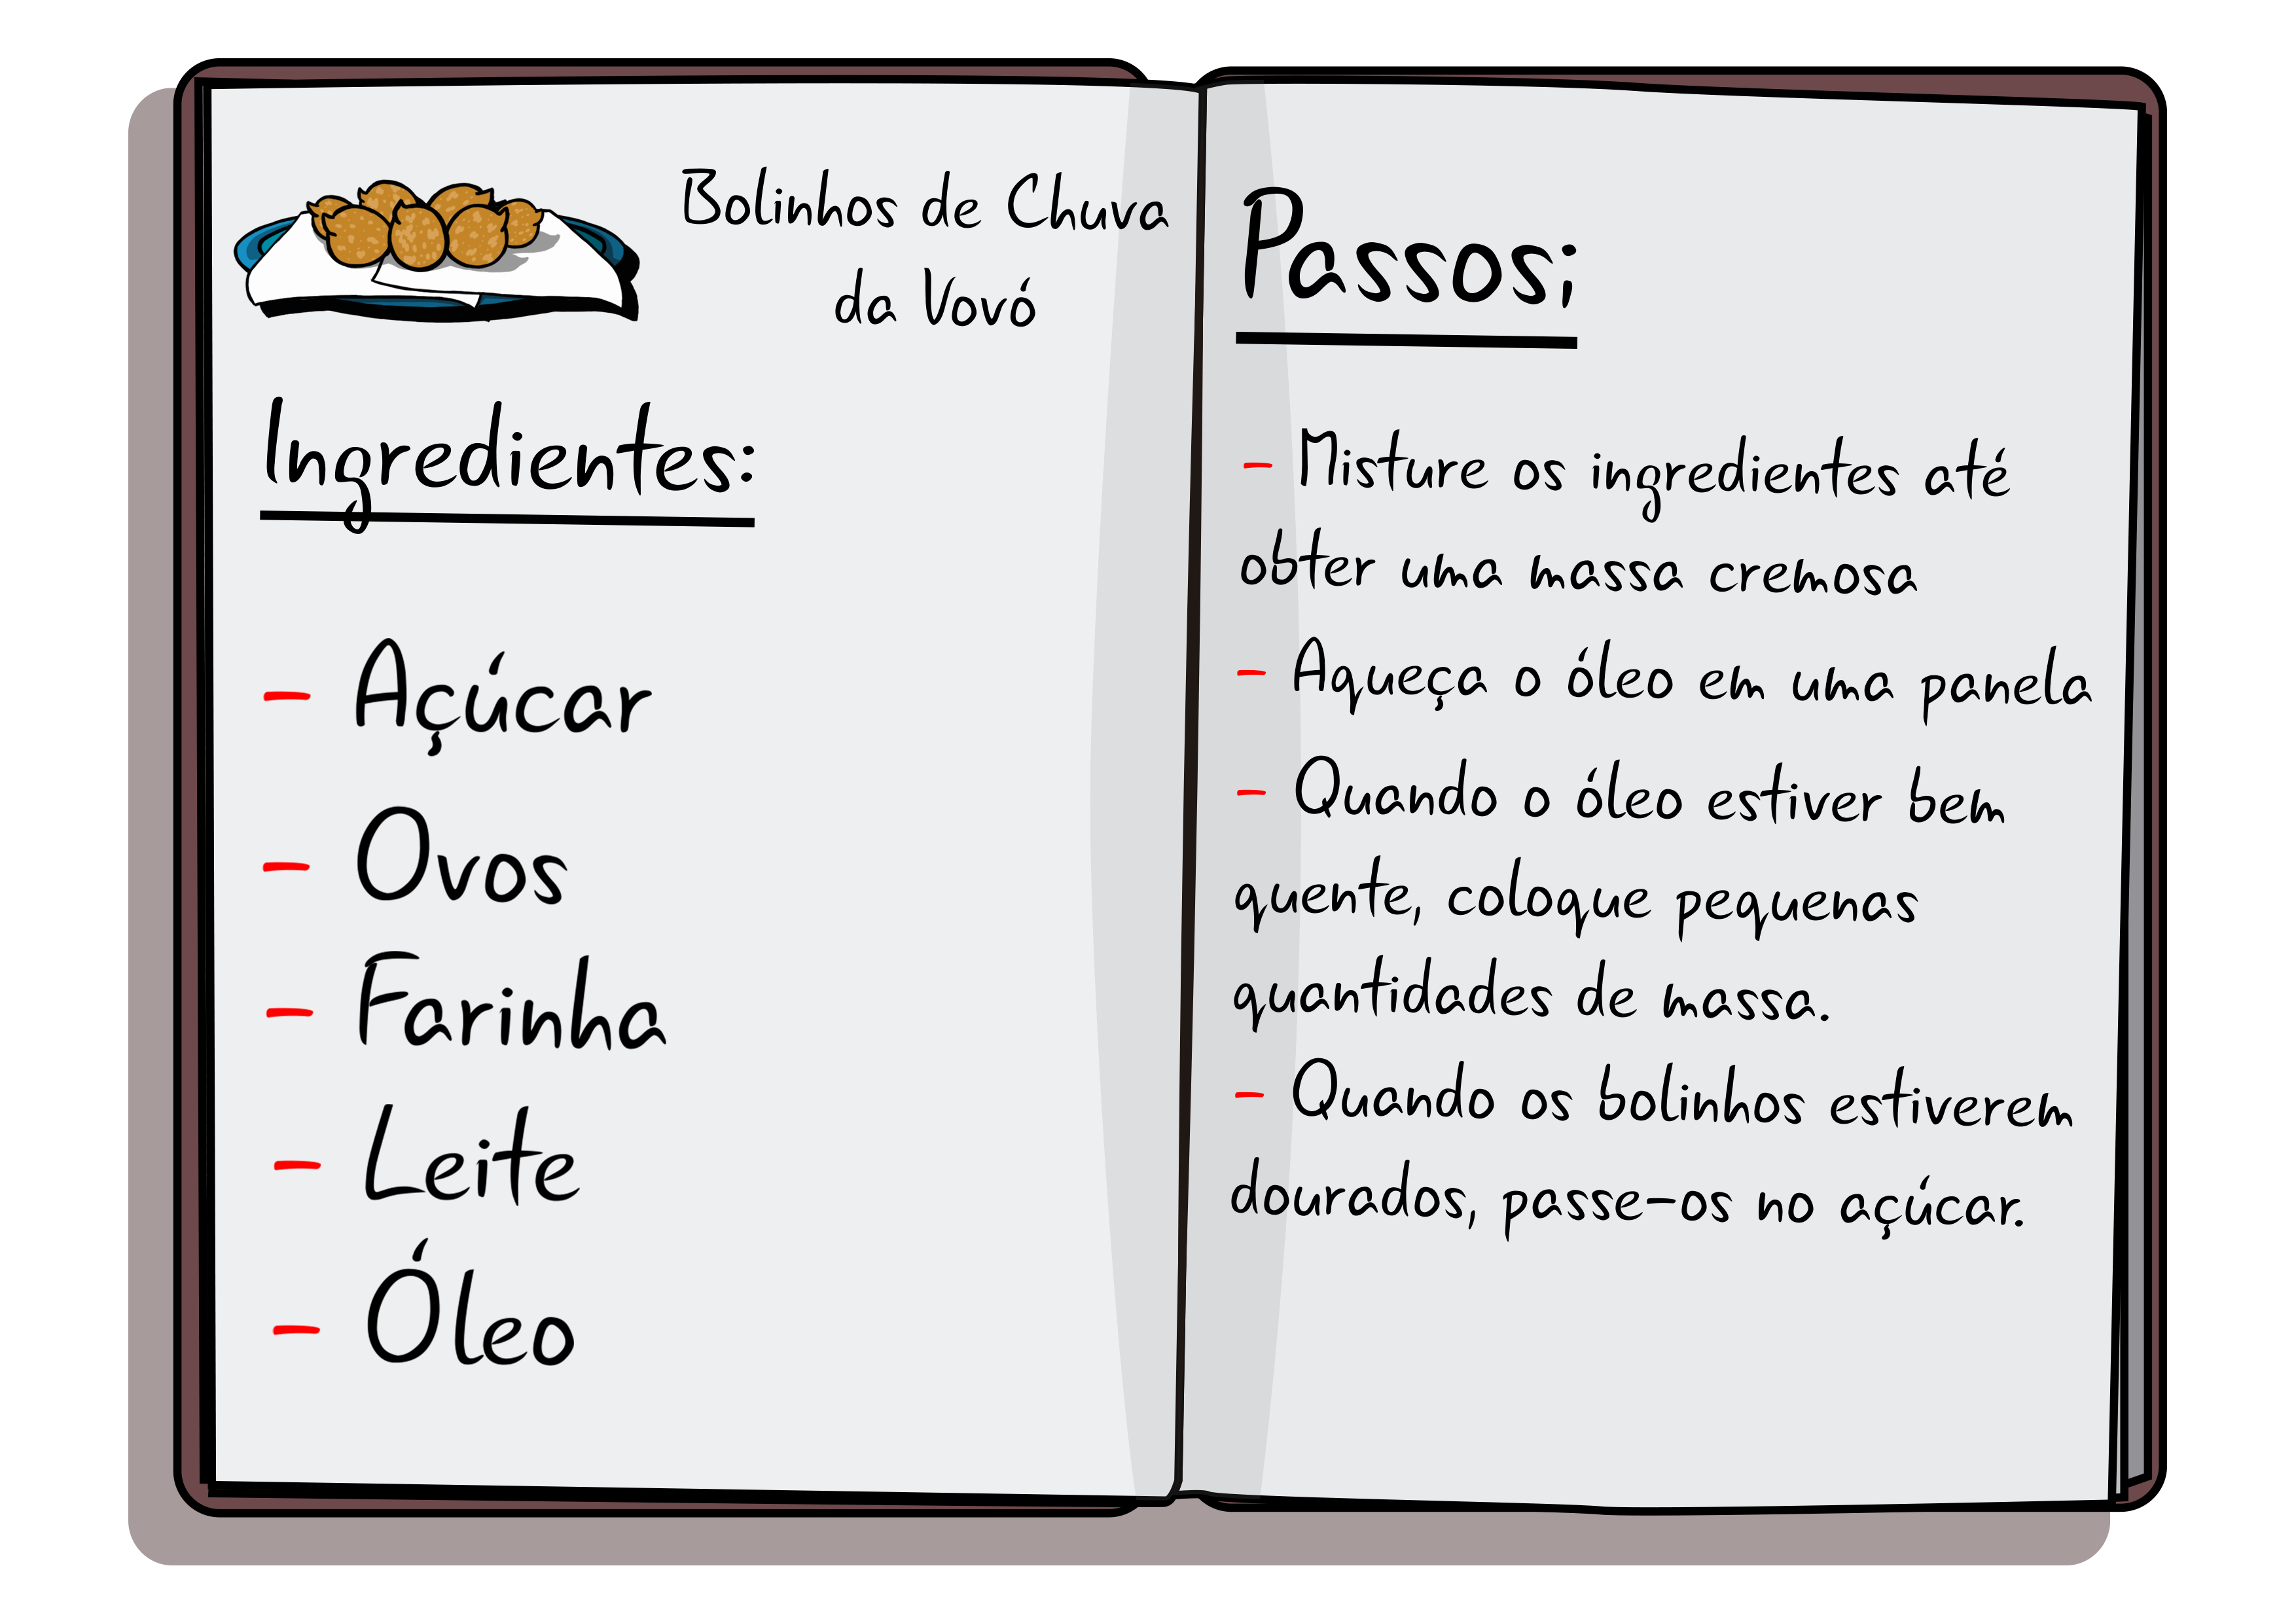 Bolinhos de Chuva
da Vovó
Ingredientes:
- Açúcar
- Ovos
- Farinha
- Leite
- Óleo
Passos;
- Misture os ingredientes até
obter uma massa cremosa
- Aqueça o óleo em uma panela
- Quando o óleo estiver bem
quente, coloque pequenas
quantidades de massa.
- Quando os bolinhos estiverem
dourados, passe-os no açúcar.